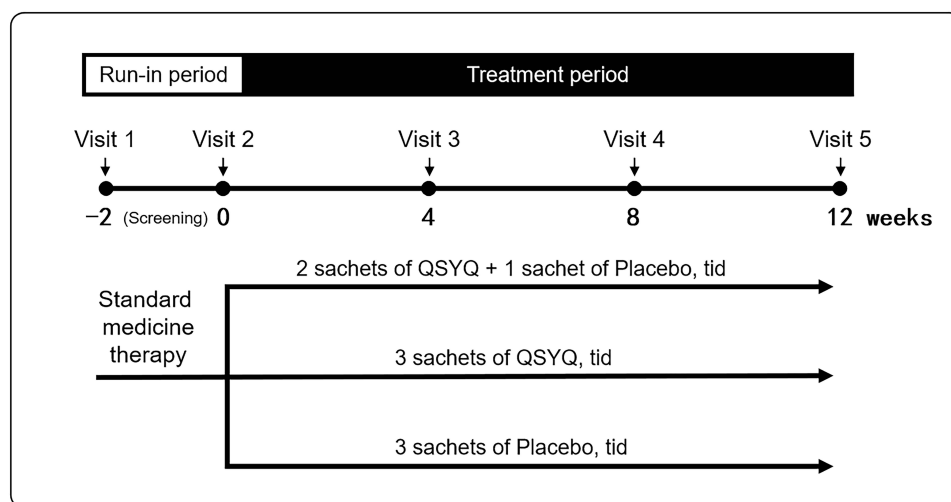 Run-in period Treatment period
Visit 1 Visit 2 Visit 3 Visit 4 Visit 5
−2 (Screening) 0 4 8 12 weeks
2 sachets of QSYQ + 1 sachet of Placebo, tid
Standard
medicine
therapy
3 sachets of QSYQ, tid
3 sachets of Placebo, tid